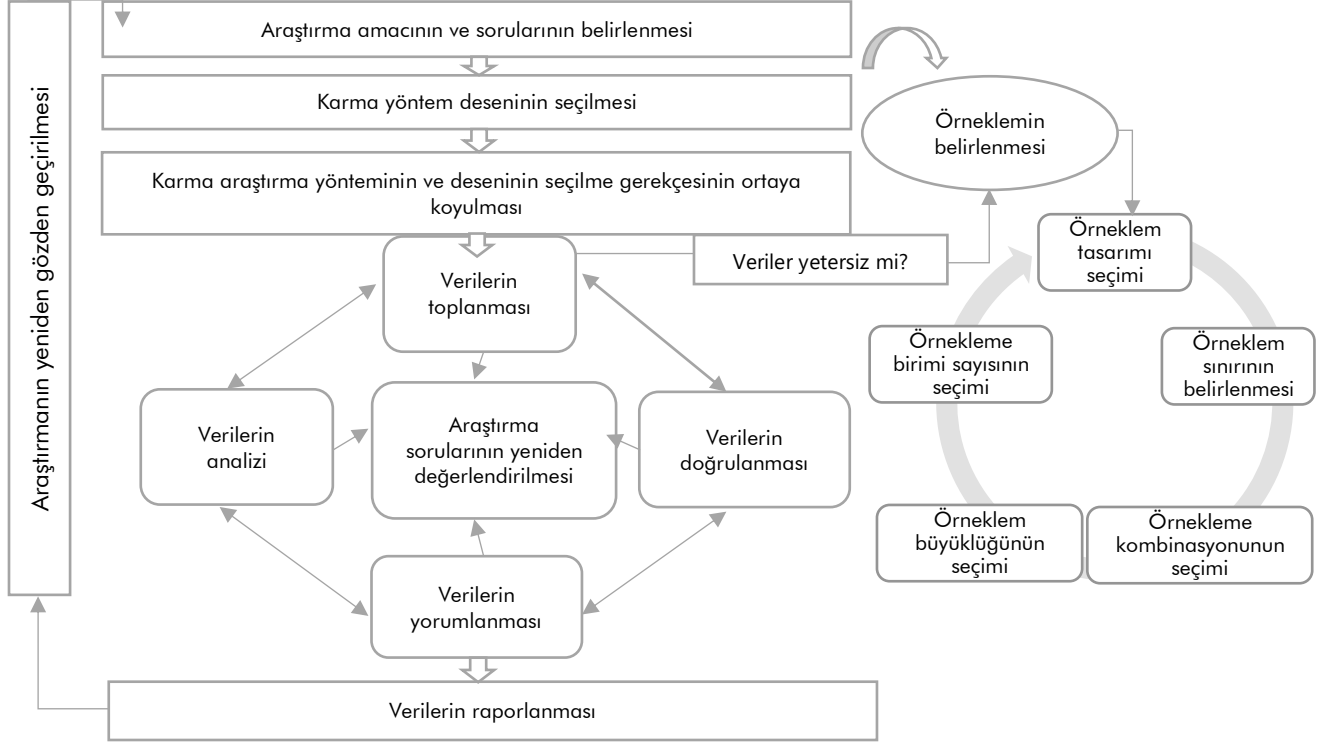 Araştırmanın yeniden gözden geçirilmesi
Araştırma amacının ve sorularının belirlenmesi
Karma yöntem deseninin seçilmesi
Karma araştırma yönteminin ve deseninin seçilme gerekçesinin ortaya
koyulması
Verilerin
toplanması
Veriler yetersiz mi?
Verilerin
analizi
Araştırma
sorularının yeniden
değerlendirilmesi
Verilerin
doğrulanması
Verilerin
yorumlanması
Verilerin raporlanması
Örneklemin
belirlenmesi
Örneklem
tasarımı
seçimi
Örneklem
sınırının
belirlenmesi
Örnekleme
kombinasyonunun
seçimi
Örneklem
büyüklüğünün
seçimi
Örnekleme
birimi sayısının
seçimi